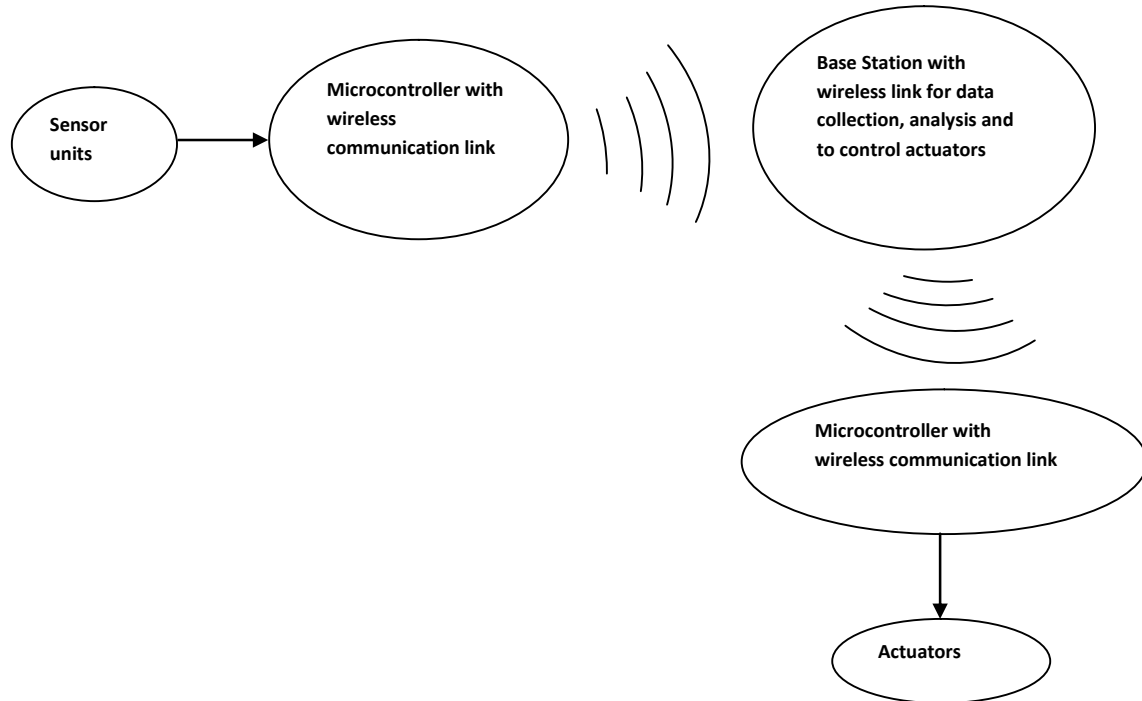 Sensor
units
Microcontroller with
wireless
communication link
Base Station with
wireless link for data
collection, analysis and
to control actuators
Microcontroller with
wireless communication link
Actuators